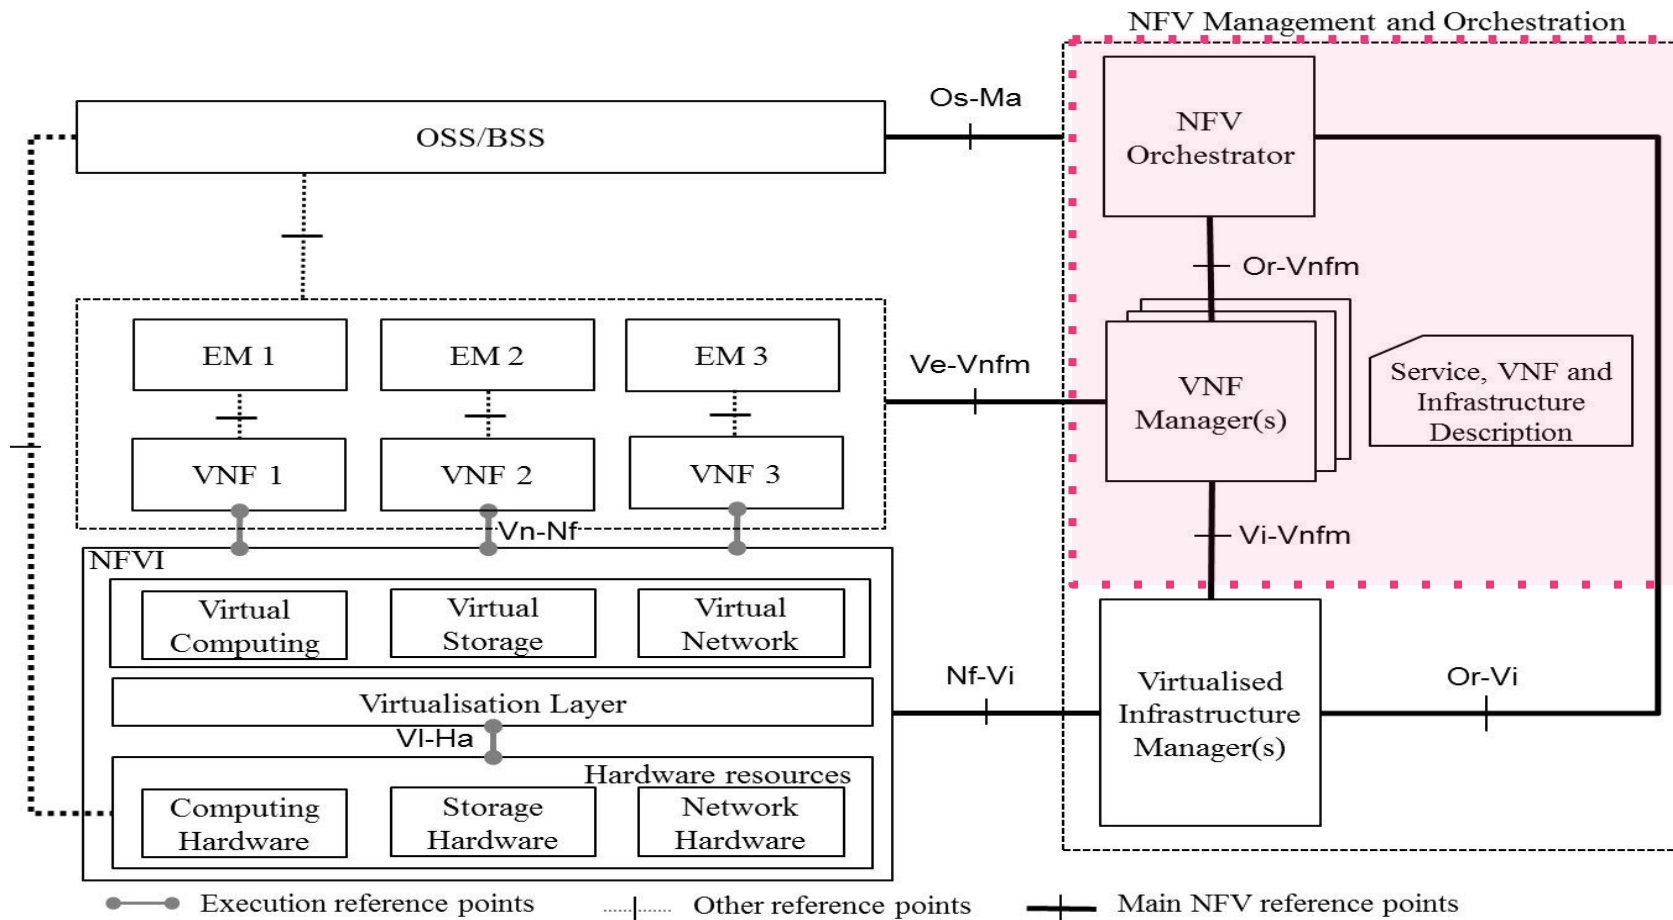 NFV Management and Orchestration
OSS/BSS
Os-Ma
NFV
Orchestrator
Or-Vnfm
EM 1
EM 2
EM 3
Ve-Vnfm
VNF
Manager(s)
Service, VNF and
Infrastructure
Description
VNF 1
VNF 2
VNF 3
Vn-Nf
Vi-Vnfm
NFVI
Virtual
Computing
Virtual
Storage
Virtual
Network
Virtualisation Layer
Nf-Vi
Virtualised
Infrastructure
Manager(s)
Or-Vi
Vl-Ha
Hardware resources
Computing
Hardware
Storage
Hardware
Network
Hardware
Execution reference points
Other reference points
Main NFV reference points